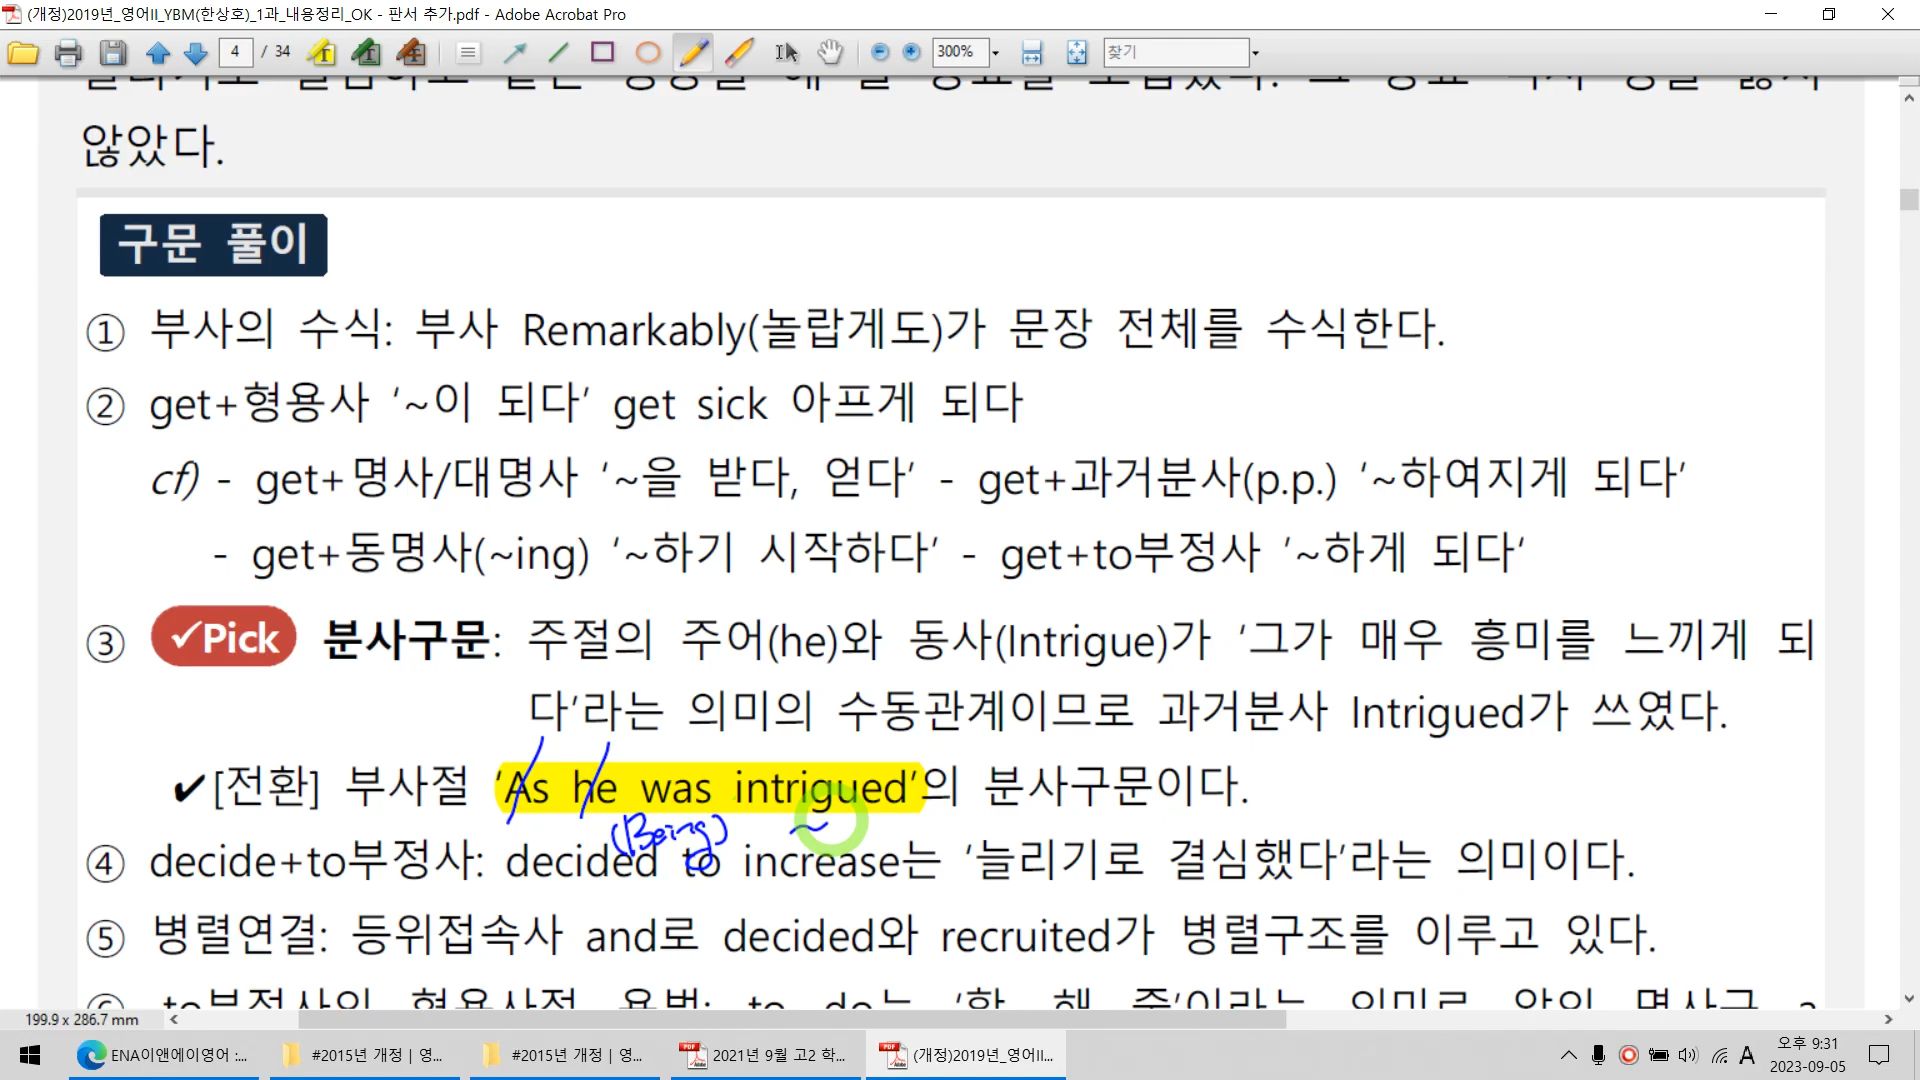 (개정)2019년_영어II_YBM(한상호)_1과_내용정리_OK - 판서 추가.pdf - Adobe Acrobat Pro
4 / 34
300%
찾기
않았다.
구문 풀이
① 부사의 수식: 부사 Remarkably(놀랍게도)가 문장 전체를 수식한다.
② get+형용사 ‘~이 되다’ get sick 아프게 되다
cf) - get+명사/대명사 ‘~을 받다, 얻다’ - get+과거분사(p.p.) ‘~하여지게 되다’
- get+동명사(~ing) ‘~하기 시작하다’ - get+to부정사 ’~하게 되다‘
③ ✓Pick 분사구문: 주절의 주어(he)와 동사(Intrigue)가 ‘그가 매우 흥미를 느끼게 되
다’라는 의미의 수동관계이므로 과거분사 Intrigued가 쓰였다.
✔[전환] 부사절 ‘As he was intrigued’의 분사구문이다.
(Being)
④ decide+to부정사: decided to increase는 ‘늘리기로 결심했다’라는 의미이다.
⑤ 병렬연결: 등위접속사 and로 decided와 recruited가 병렬구조를 이루고 있다.
199.9 x 286.7 mm
ENA이앤에이영어 :...
#2015년 개정 | 영...
#2015년 개정 | 영...
2021년 9월 고2 학...
(개정)2019년_영어II...
A
오후 9:31
2023-09-05